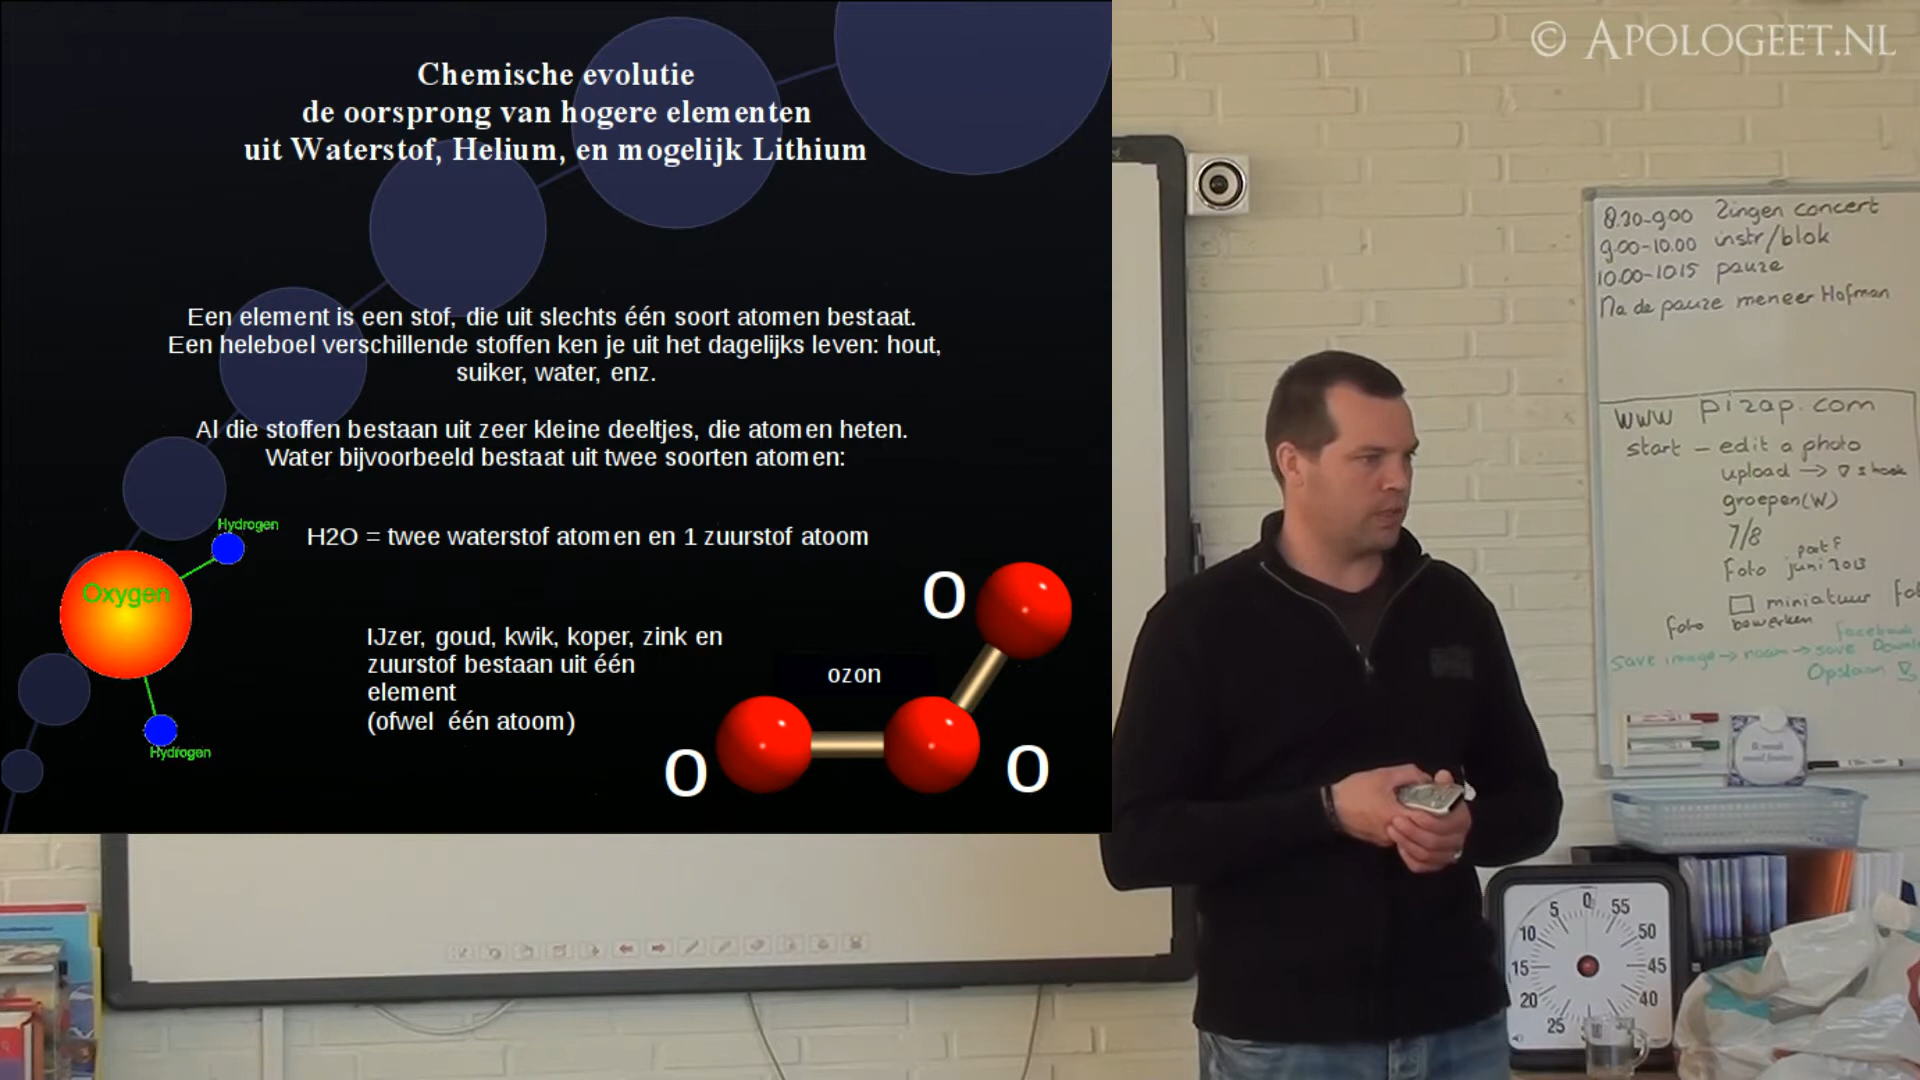 © APOLOGEET.NL
Chemische evolutie
de oorsprong van hogere elementen
uit Waterstof, Helium, en mogelijk Lithium
Een element is een stof, die uit slechts één soort atomen bestaat.
Een heleboel verschillende stoffen ken je uit het dagelijks leven: hout,
suiker, water, enz.
Al die stoffen bestaan uit zeer kleine deeltjes, die atomen heten.
Water bijvoorbeeld bestaat uit twee soorten atomen:
Hydrogen
H2O = twee waterstof atomen en 1 zuurstof atoom
Oxygen
Hydrogen
IJzer, goud, kwik, koper, zink en
zuurstof bestaan uit één
element
(ofwel één atoom)
ozon
O
O
O
8.30-9.00 Zingen concert
9.00-10.00 instr/blok
10.00-10.15 pauze
Na de pauze meneer Hofman
www pizap.com
start – edit a photo
upload →
groepen(W)
7/8
Foto juni 2013
miniatuur
foto bewerken
facebook
save image → naam → save
Opslaan
0
5
10
15
20
25
55
50
45
40